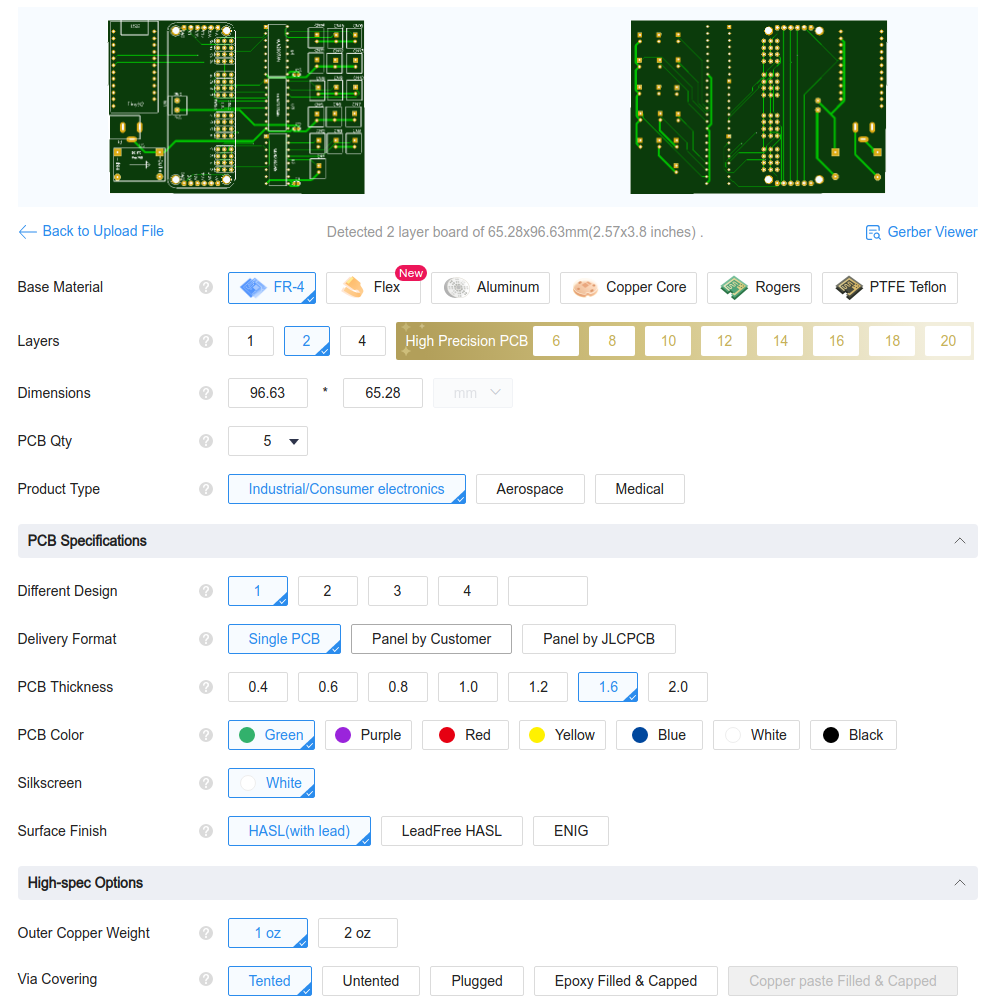 Back to Upload File Detected 2 layer board of 65.28x96.63mm(2.57x3.8 inches) . Gerber Viewer
New
Base Material ? FR-4 Flex Aluminum Copper Core Rogers PTFE Teflon
Layers ? 1 2 4 High Precision PCB 6 8 10 12 14 16 18 20
Dimensions ? 96.63 * 65.28 mm
PCB Qty ? 5
Product Type ? Industrial/Consumer electronics Aerospace Medical
PCB Specifications
Different Design ? 1 2 3 4
Delivery Format ? Single PCB Panel by Customer Panel by JLCPCB
PCB Thickness ? 0.4 0.6 0.8 1.0 1.2 1.6 2.0
PCB Color ? Green Purple Red Yellow Blue White Black
Silkscreen ? White
Surface Finish ? HASL(with lead) LeadFree HASL ENIG
High-spec Options
Outer Copper Weight ? 1 oz 2 oz
Via Covering ? Tented Untented Plugged Epoxy Filled & Capped Copper paste Filled & Capped